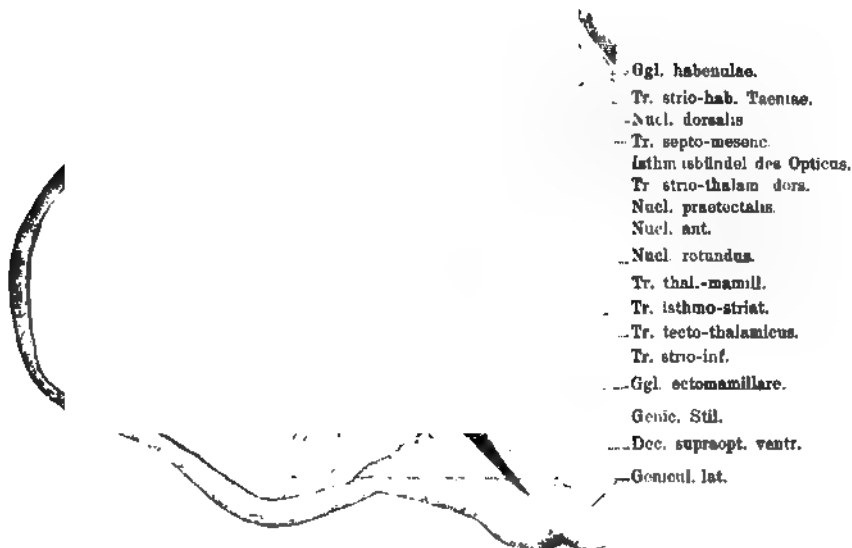 Ggl. habenulae.
Tr. strio-hab. Taeniae.
Nucl. dorsalis
Tr. septo-mesenc.
Isthmusbündel des Opticus.
Tr strio-thalam dors.
Nucl. praetectalis.
Nucl. ant.
Nucl rotundus.
Tr. thal.-mamill.
Tr. isthmo-striat.
Tr. tecto-thalamicus.
Tr. strio-inf.
Ggl. ectomamillare.
Genic. Stil.
Dec. supraopt. ventr.
Genicul. lat.